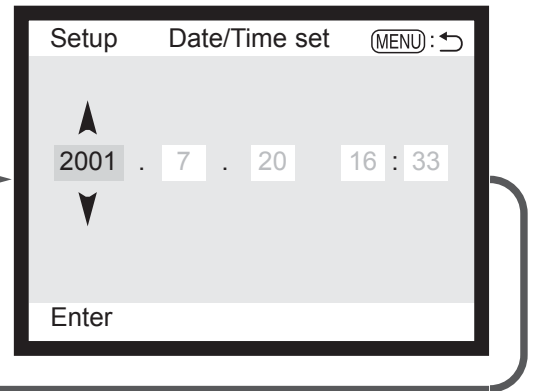 Setup Date/Time set MENU : ⮌
2001 . 7 . 20 16 : 33
Enter